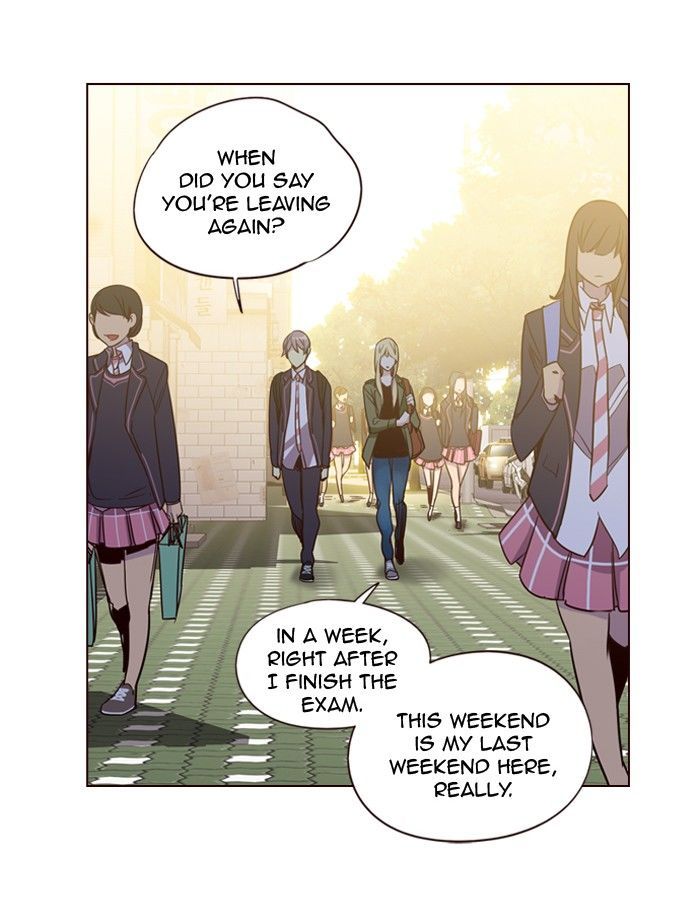 WHEN
DID YOU SAY
YOU'RE LEAVING
AGAIN?
IN A WEEK,
RIGHT AFTER
I FINISH THE
EXAM.
THIS WEEKEND
IS MY LAST
WEEKEND HERE,
REALLY.